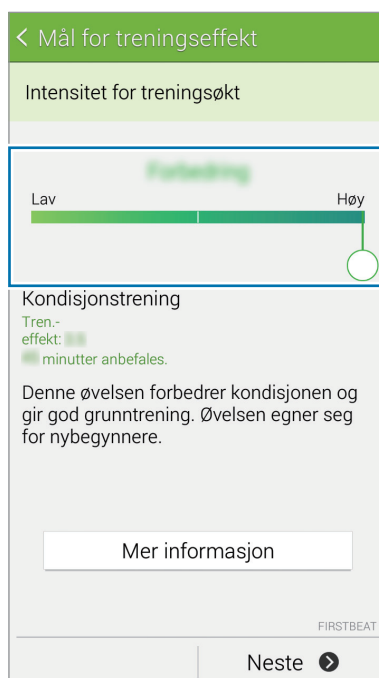 Mål for treningseffekt
Intensitet for treningsøkt
Lav Høy
Kondisjonstrening
Tren.-
effekt:
minutter anbefales.
Denne øvelsen forbedrer kondisjonen og
gir god grunntrening. Øvelsen egner seg
for nybegynnere.
Mer informasjon
FIRSTBEAT
Neste